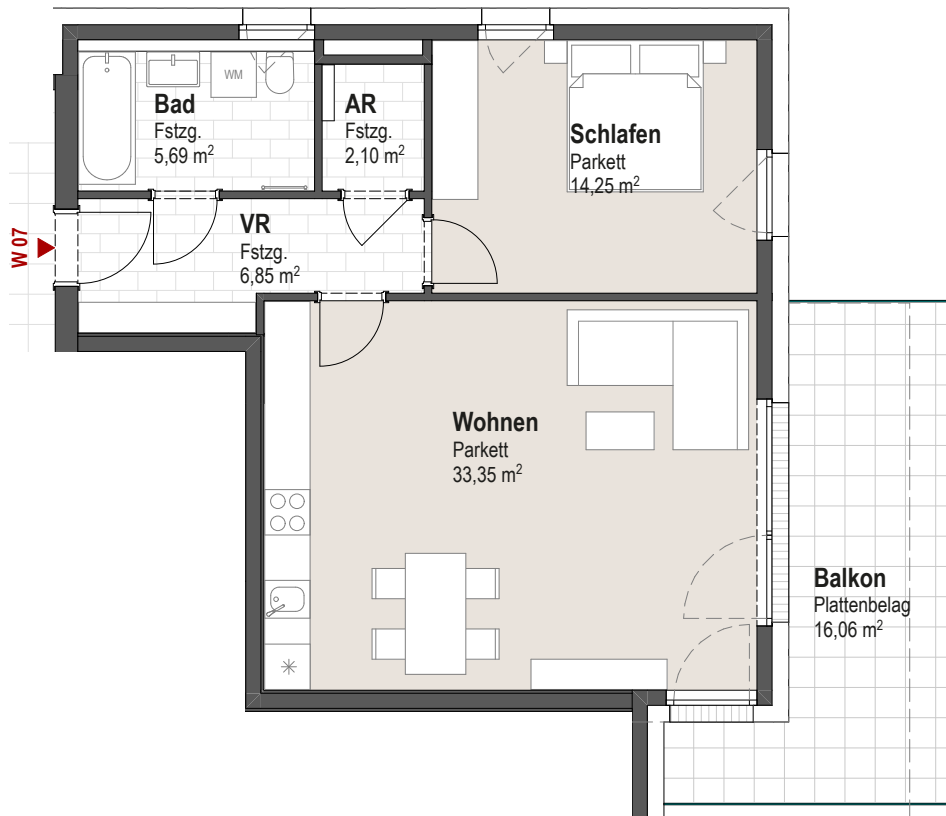 Bad
Fstzg.
5,69 m²
WM
AR
Fstzg.
2,10 m²
Schlafen
Parkett
14,25 m²
W 07
VR
Fstzg.
6,85 m²
Wohnen
Parkett
33,35 m²
Balkon
Plattenbelag
16,06 m²